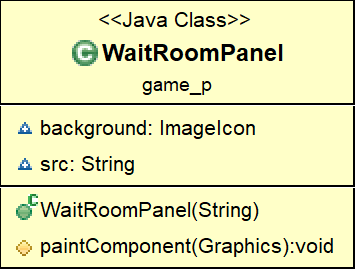 <<Java Class>>
WaitRoomPanel
game_p
background: ImageIcon
src: String
WaitRoomPanel(String)
paintComponent(Graphics):void